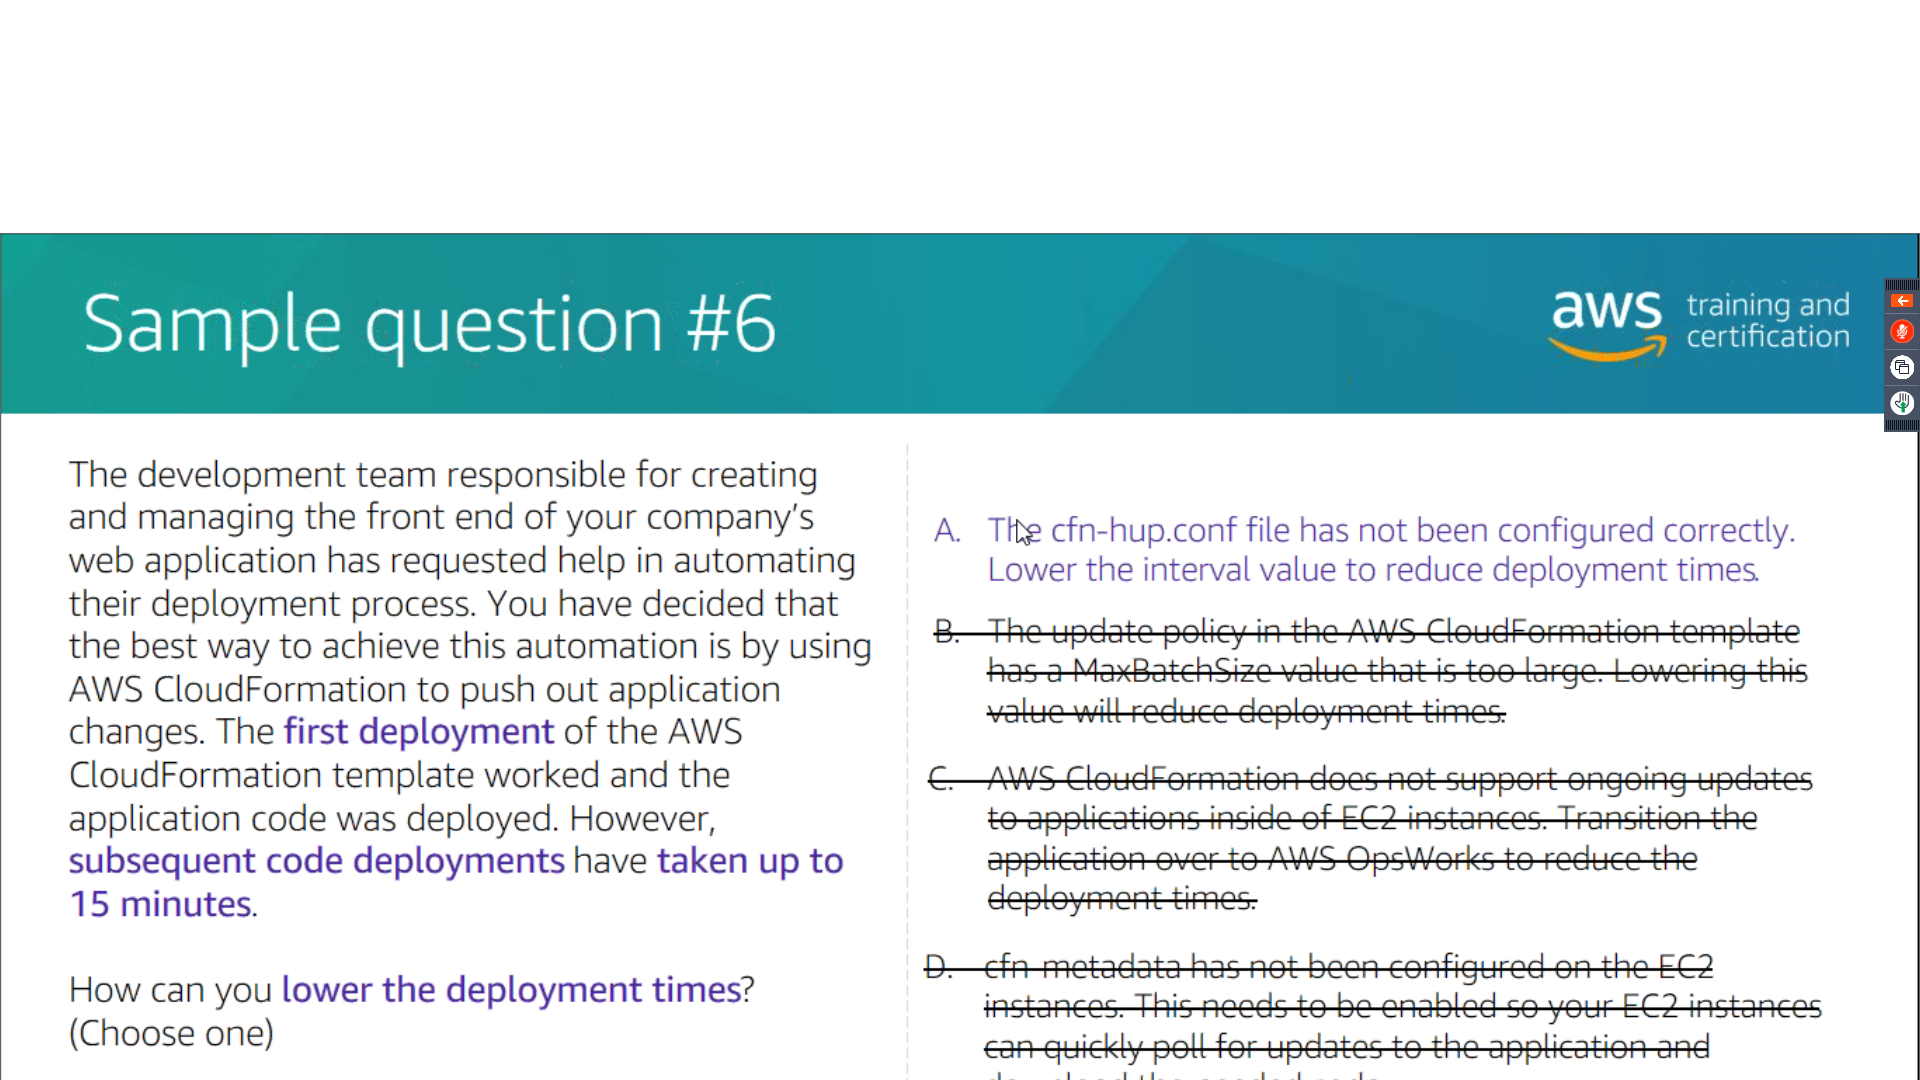 Sample question #6
aws training and
certification
The development team responsible for creating
and managing the front end of your company's
web application has requested help in automating
their deployment process. You have decided that
the best way to achieve this automation is by using
AWS CloudFormation to push out application
changes. The first deployment of the AWS
CloudFormation template worked and the
application code was deployed. However,
subsequent code deployments have taken up to
15 minutes.
How can you lower the deployment times?
(Choose one)
A. The cfn-hup.conf file has not been configured correctly.
Lower the interval value to reduce deployment times.
B. The update policy in the AWS CloudFormation template
has a MaxBatchSize value that is too large. Lowering this
value will reduce deployment times.
C. AWS CloudFormation does not support ongoing updates
to applications inside of EC2 instances. Transition the
application over to AWS OpsWorks to reduce the
deployment times.
D. cfn-metadata has not been configured on the EC2
instances. This needs to be enabled so your EC2 instances
can quickly poll for updates to the application and